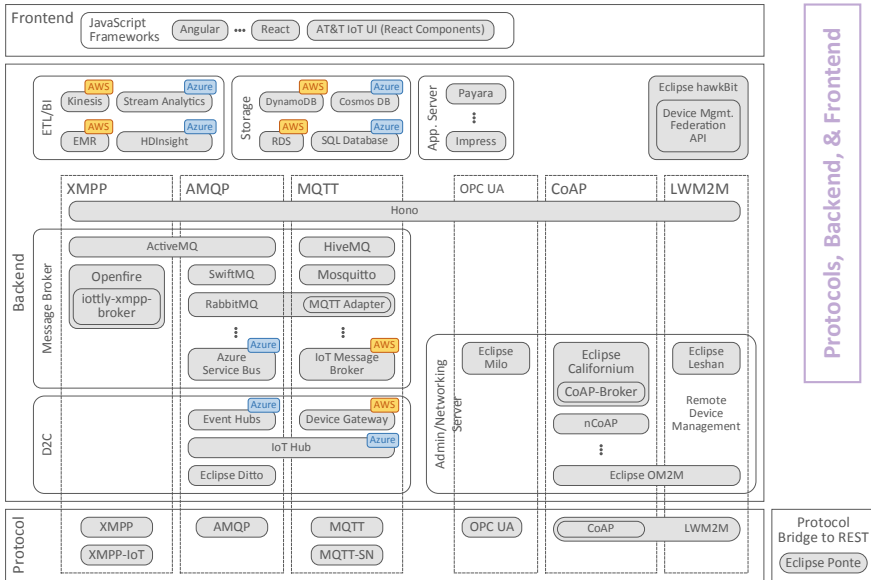 Frontend
JavaScript
Frameworks
Angular
•••
React
AT&T IoT UI (React Components)
Protocols, Backend, & Frontend
Backend
ETL/BI
AWS
Kinesis
Azure
Stream Analytics
AWS
EMR
Azure
HDInsight
Storage
AWS
DynamoDB
Azure
Cosmos DB
AWS
RDS
Azure
SQL Database
App. Server
Payara
Impress
Eclipse hawkBit
Device Mgmt.
Federation
API
XMPP
AMQP
MQTT
OPC UA
CoAP
LWM2M
Hono
Message Broker
ActiveMQ
HiveMQ
Openfire
iottly-xmpp-
broker
SwiftMQ
Mosquitto
RabbitMQ
MQTT Adapter
Azure
Azure
Service Bus
AWS
IoT Message
Broker
Admin/Networking
Server
Eclipse
Milo
Eclipse
Californium
CoAP-Broker
nCoAP
Eclipse
Leshan
Remote
Device
Management
Eclipse OM2M
D2C
Azure
Event Hubs
AWS
Device Gateway
IoT Hub
Azure
Eclipse Ditto
Protocol
XMPP
XMPP-IoT
AMQP
MQTT
MQTT-SN
OPC UA
CoAP
LWM2M
Protocol
Bridge to REST
Eclipse Ponte